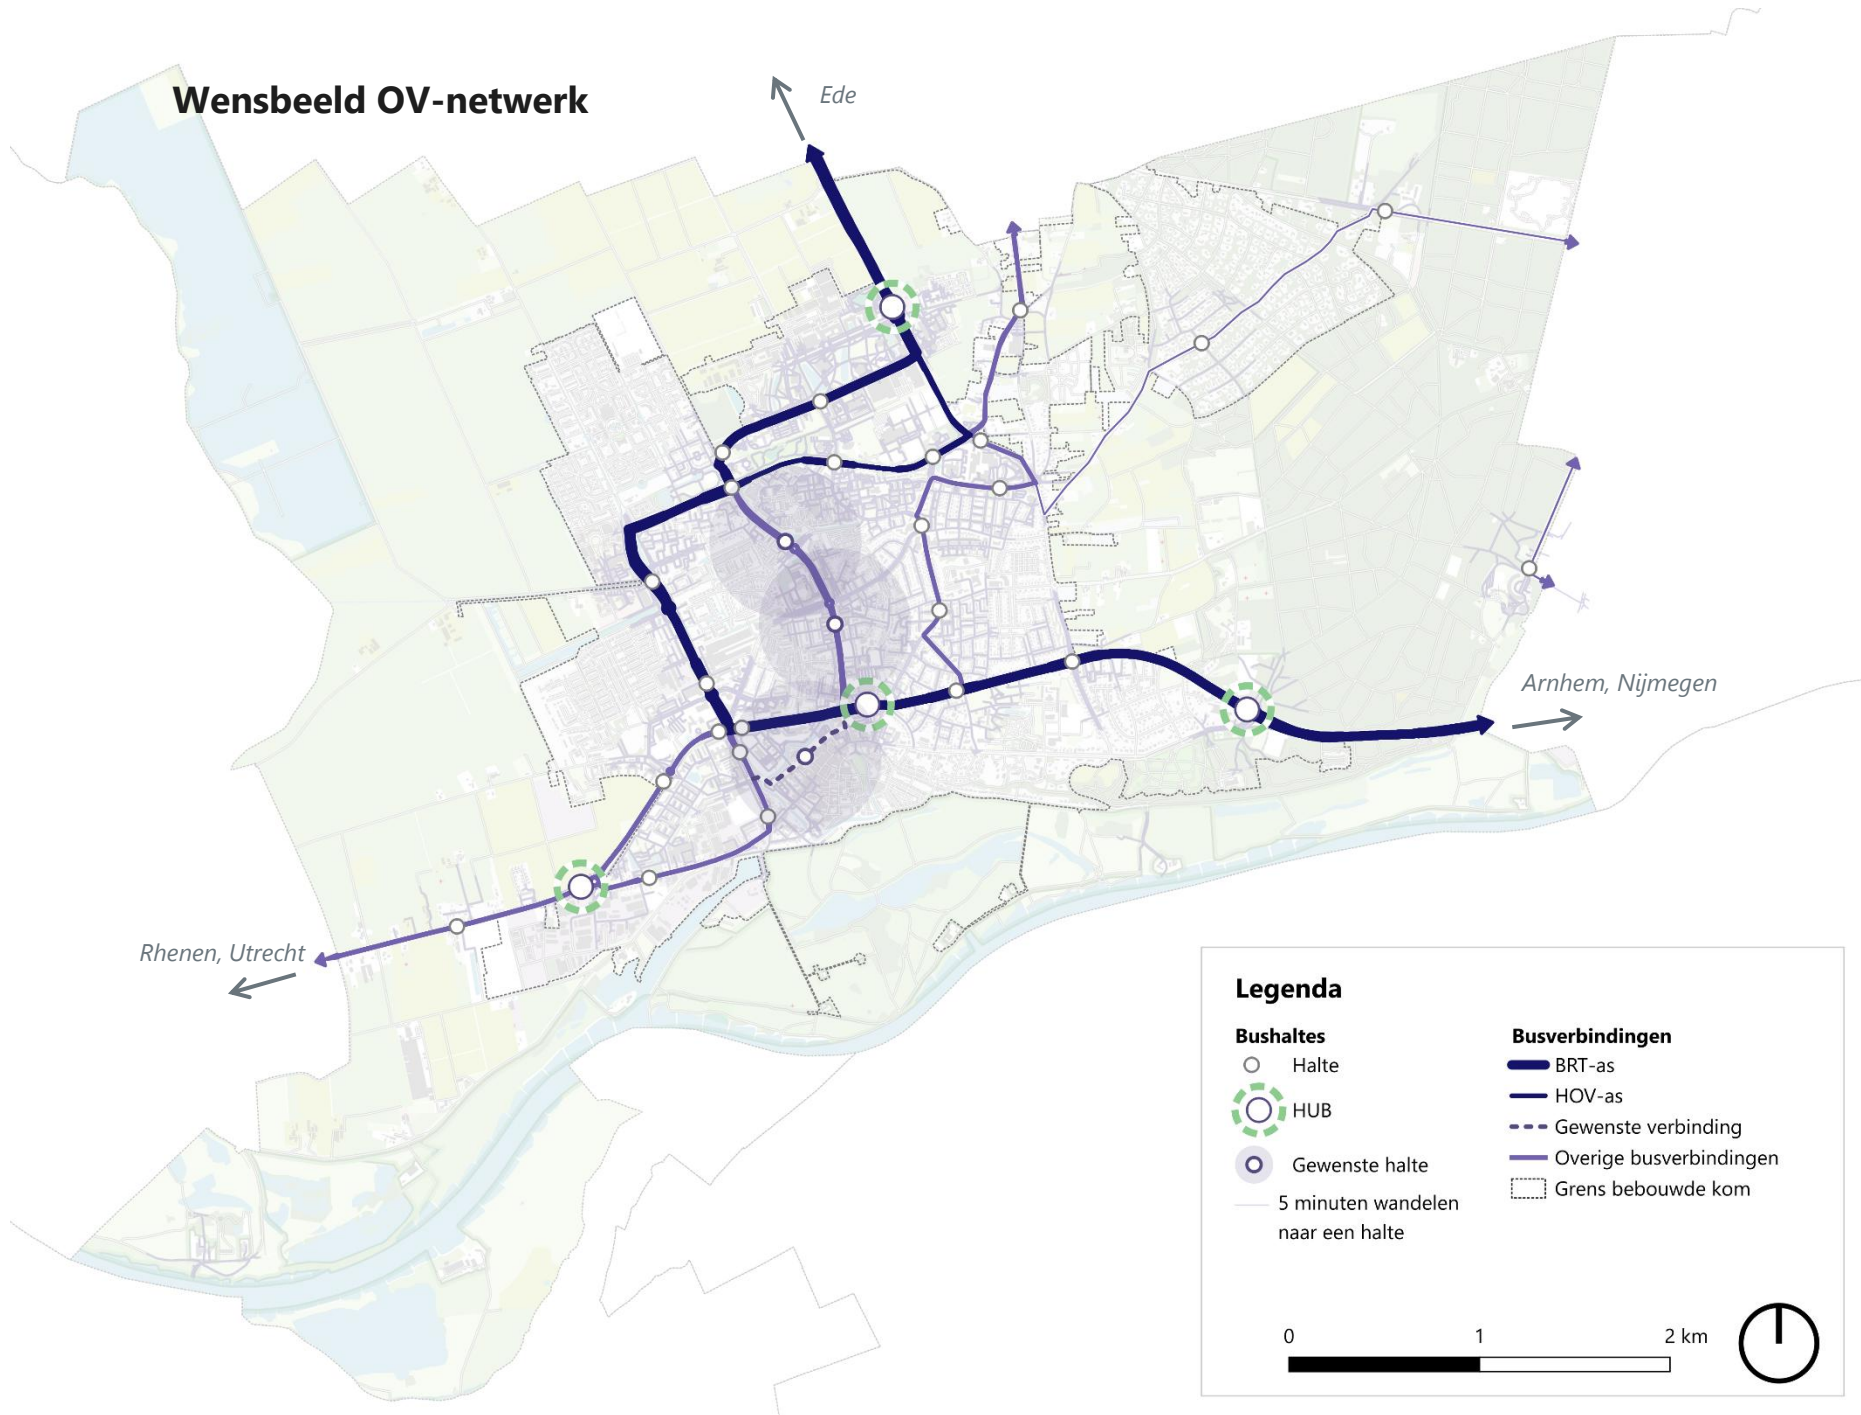 Wensbeeld OV-netwerk
Ede
Arnhem, Nijmegen
Rhenen, Utrecht
Legenda
Bushaltes
Halte
HUB
Gewenste halte
5 minuten wandelen
naar een halte
Busverbindingen
BRT-as
HOV-as
Gewenste verbinding
Overige busverbindingen
Grens bebouwde kom
0 1 2 km